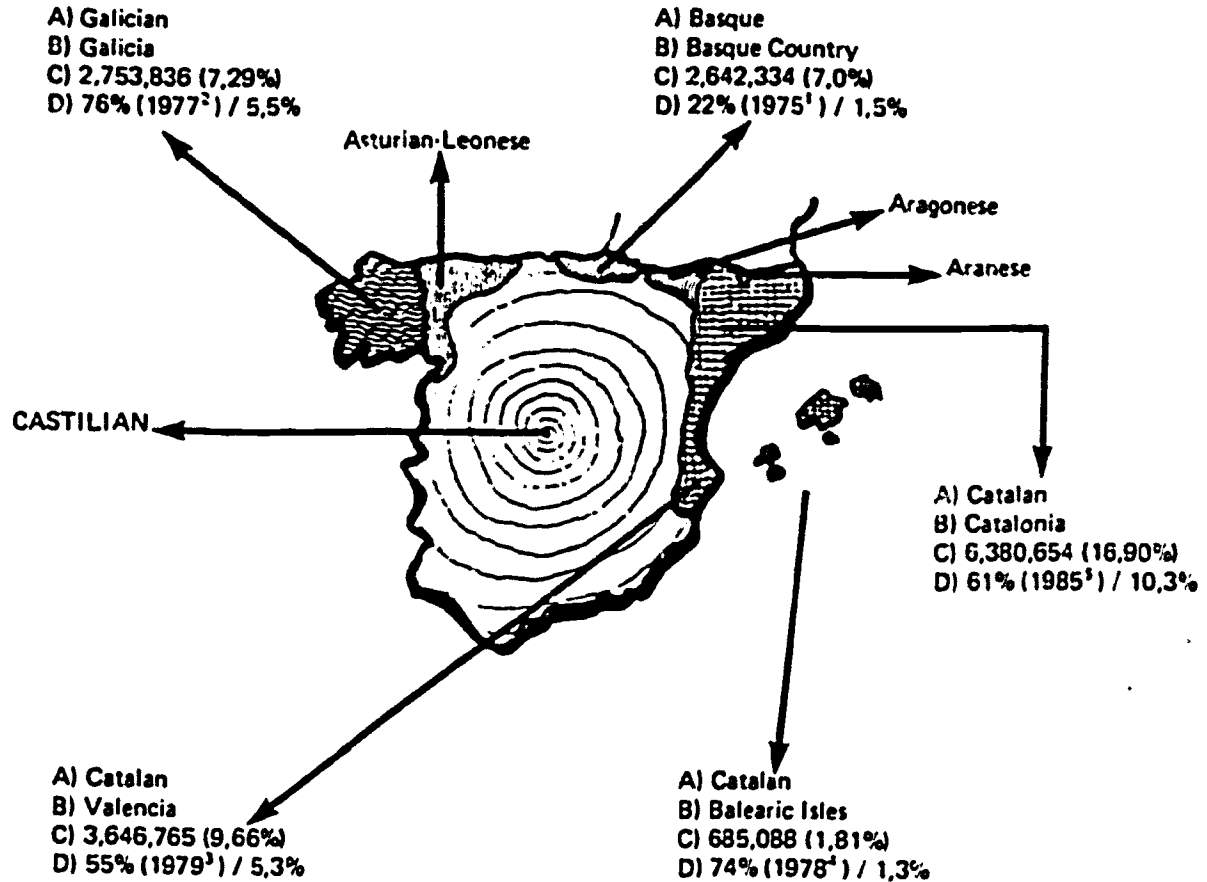 A) Galician
B) Galicia
C) 2,753,836 (7,29%)
D) 76% (1977²) / 5,5%
A) Basque
B) Basque Country
C) 2,642,334 (7,0%)
D) 22% (1975¹) / 1,5%
Asturian-Leonese
Aragonese
Aranese
CASTILIAN
A) Catalan
B) Catalonia
C) 6,380,654 (16,90%)
D) 61% (1985⁵) / 10,3%
A) Catalan
B) Valencia
C) 3,646,765 (9,66%)
D) 55% (1979³) / 5,3%
A) Catalan
B) Balearic Isles
C) 685,088 (1,81%)
D) 74% (1978⁴) / 1,3%